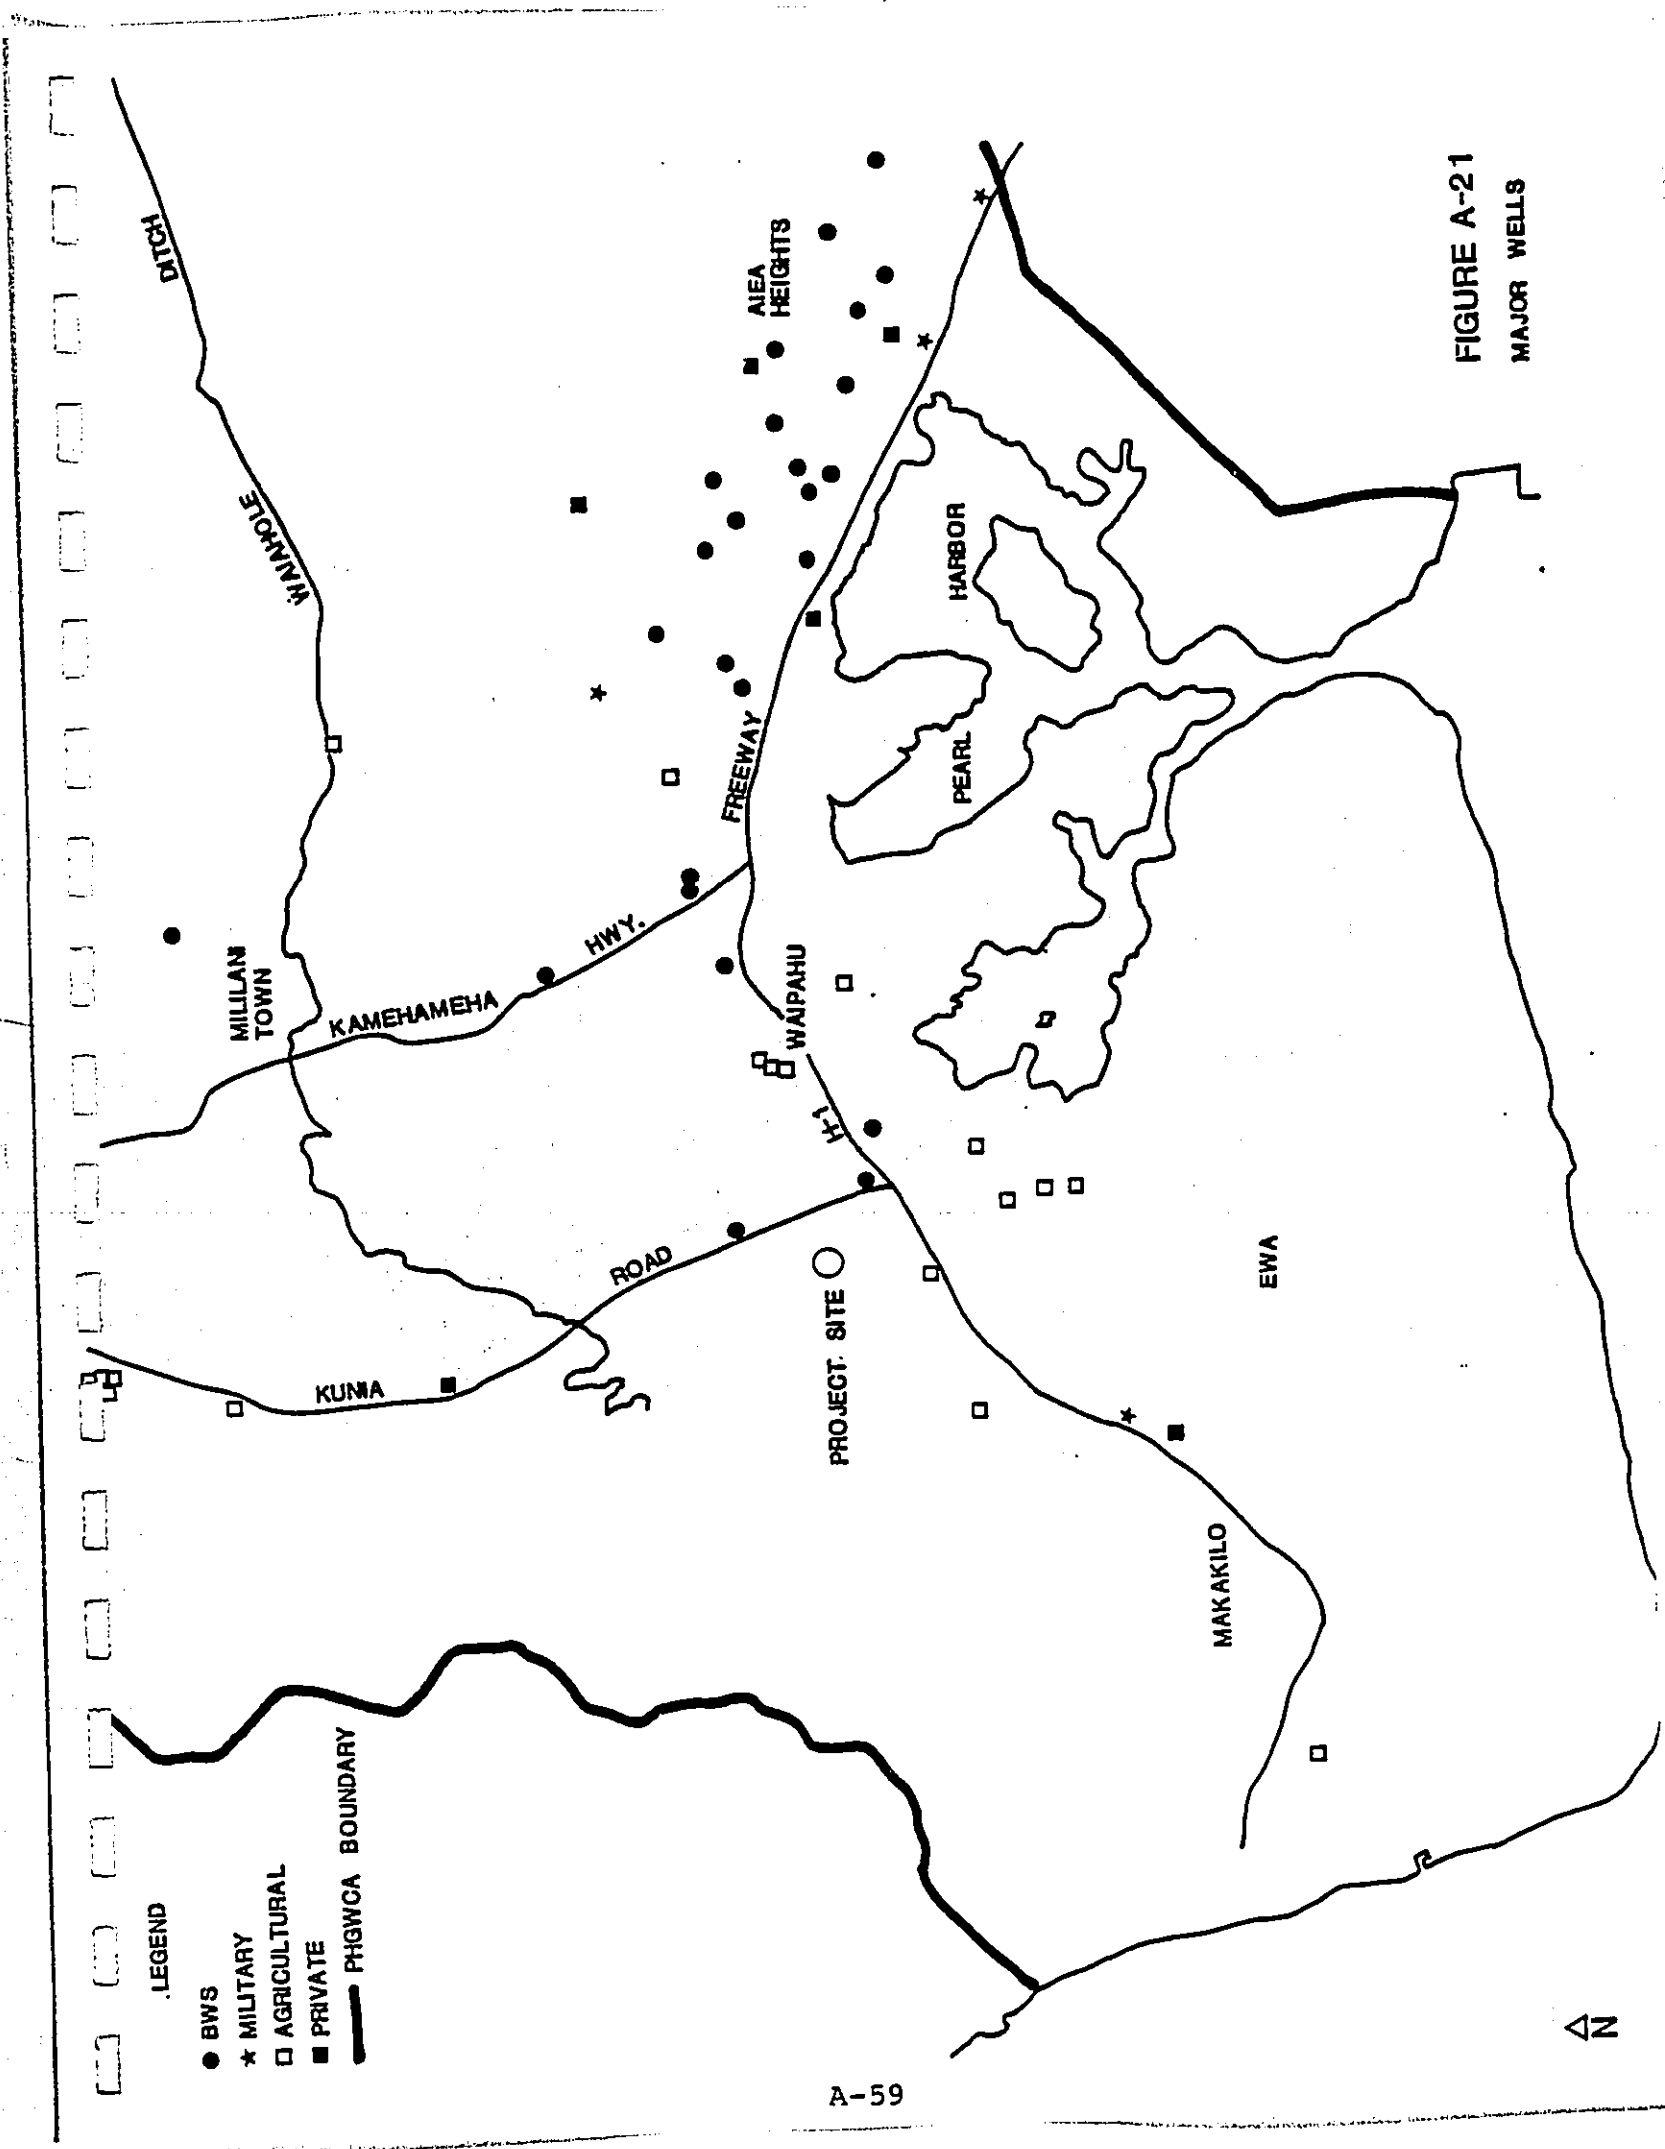 LEGEND
BWS
MILITARY
AGRICULTURAL
PRIVATE
PHGWCA BOUNDARY
KUNIA
ROAD
MILILANI
TOWN
KAMEHAMEHA
HWY.
WAIAHOLE
DITCH
FREEWAY
AIEA
HEIGHTS
WAIPAHU
H-1
PROJECT SITE
PEARL
HARBOR
EWA
MAKAKILO
N
FIGURE A-21
MAJOR WELLS
A-59